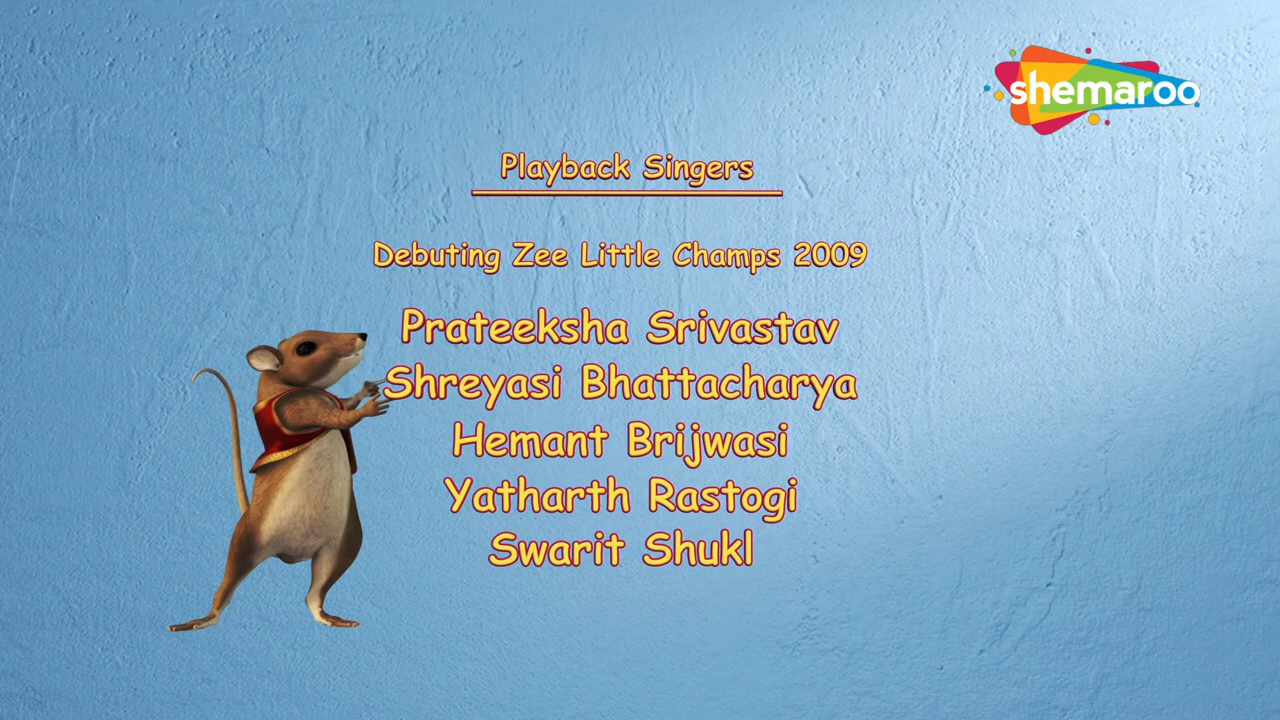 shemaroo
Playback Singers
Debuting Zee Little Champs 2009
Prateeksha Srivastav
Shreyasi Bhattacharya
Hemant Brijwasi
Yatharth Rastogi
Swarit Shukl